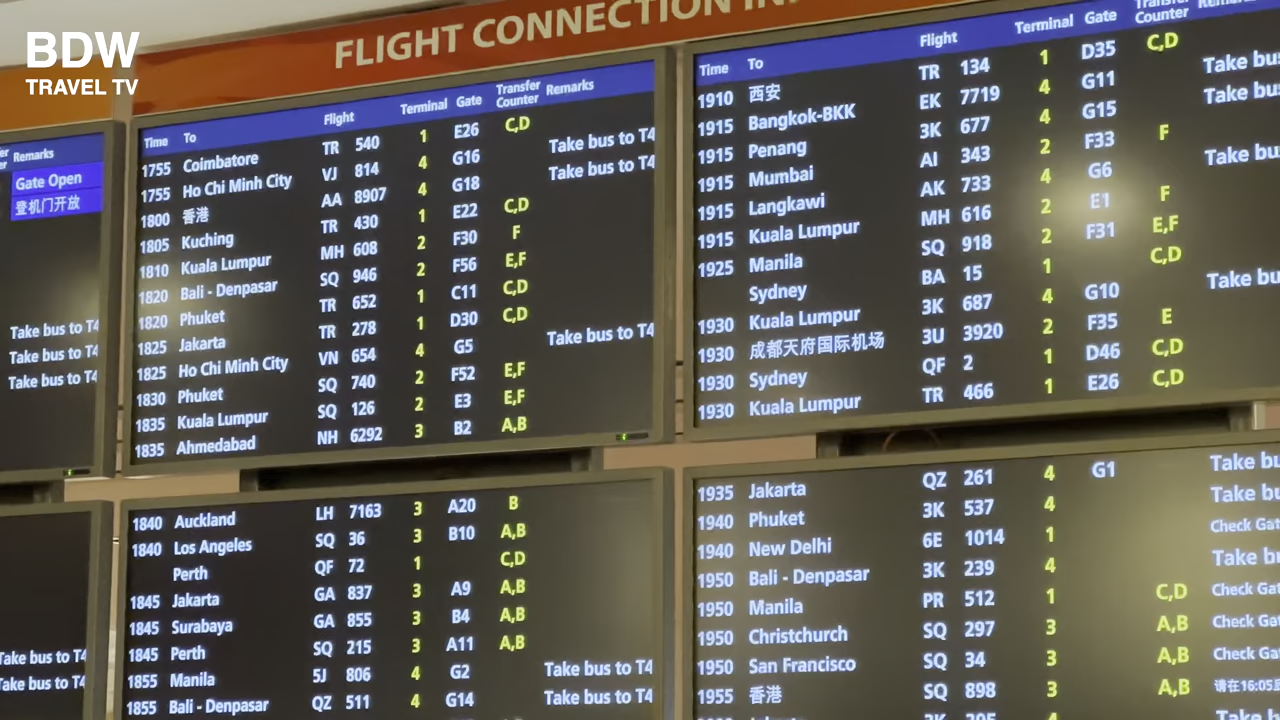 BDW
TRAVEL TV
FLIGHT CONNECTION
Remarks
Gate Open
登机门开放
Take bus to T4
Take bus to T4
Take bus to T4
Take bus to T4
Take bus to T4
Time To Flight Terminal Gate Transfer Counter Remarks
1755 Coimbatore TR 540 1 E26 C,D
1755 Ho Chi Minh City VJ 814 4 G16 Take bus to T4
1800 香港 AA 8907 4 G18 Take bus to T4
1805 Kuching TR 430 1 E22 C,D
1810 Kuala Lumpur MH 608 2 F30 F
1820 Bali - Denpasar SQ 946 2 F56 E,F
1820 Phuket TR 652 1 C11 C,D
1825 Jakarta TR 278 1 D30 C,D
1825 Ho Chi Minh City VN 654 4 G5 Take bus to T4
1830 Phuket SQ 740 2 F52 E,F
1835 Kuala Lumpur SQ 126 2 E3 E,F
1835 Ahmedabad NH 6292 3 B2 A,B
1840 Auckland LH 7163 3 A20 B
1840 Los Angeles SQ 36 3 B10 A,B
Perth QF 72 1 C,D
1845 Jakarta GA 837 3 A9 A,B
1845 Surabaya GA 855 3 B4 A,B
1845 Perth SQ 215 3 A11 A,B
1855 Manila 5J 806 4 G2 Take bus to T4
1855 Bali - Denpasar QZ 511 4 G14 Take bus to T4
Time To Flight Terminal Gate Transfer Counter Remarks
1910 西安 TR 134 1 D35 C,D
1915 Bangkok-BKK EK 7719 4 G11 Take bu
1915 Penang 3K 677 4 G15 Take bu
1915 Mumbai AI 343 2 F33 F
1915 Langkawi AK 733 4 G6 Take bu
1915 Kuala Lumpur MH 616 2 E1 F
1925 Manila SQ 918 2 F31 E,F
Sydney BA 15 1 C,D
1930 Kuala Lumpur 3K 687 4 G10 Take bu
1930 成都天府国际机场 3U 3920 2 F35 E
1930 Sydney QF 2 1 D46 C,D
1930 Kuala Lumpur TR 466 1 E26 C,D
1935 Jakarta QZ 261 4 G1 Take bu
1940 Phuket 3K 537 4 Take bu
1940 New Delhi 6E 1014 1 Check Gat
1950 Bali - Denpasar 3K 239 4 Take b
1950 Manila PR 512 1 C,D Check Gat
1950 Christchurch SQ 297 3 A,B Check Gat
1950 San Francisco SQ 34 3 A,B Check Gat
1955 香港 SQ 898 3 A,B 请在16:05